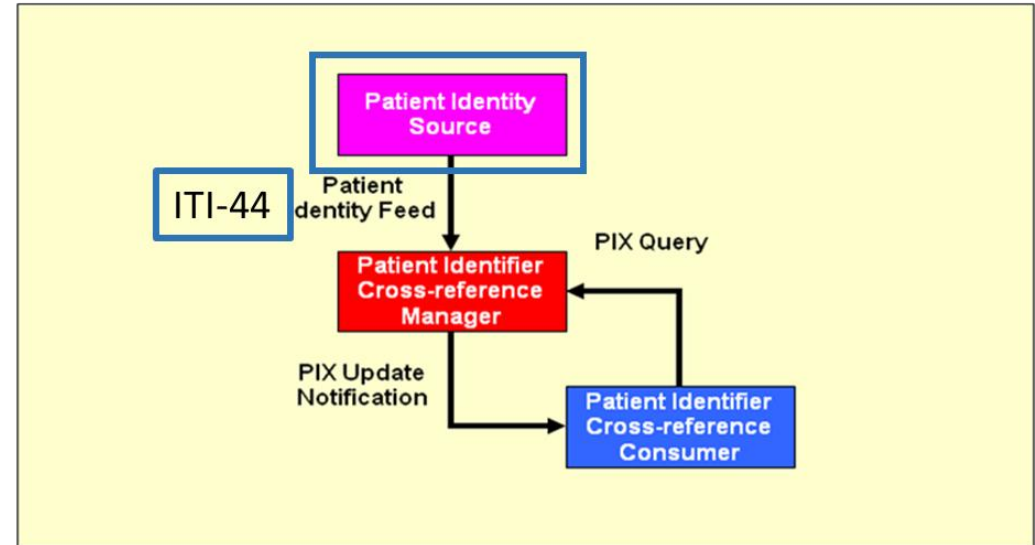 Patient Identity
Source
ITI-44
Patient
dentity Feed
PIX Query
Patient Identifier
Cross-reference
Manager
PIX Update
Notification
Patient Identifier
Cross-reference
Consumer